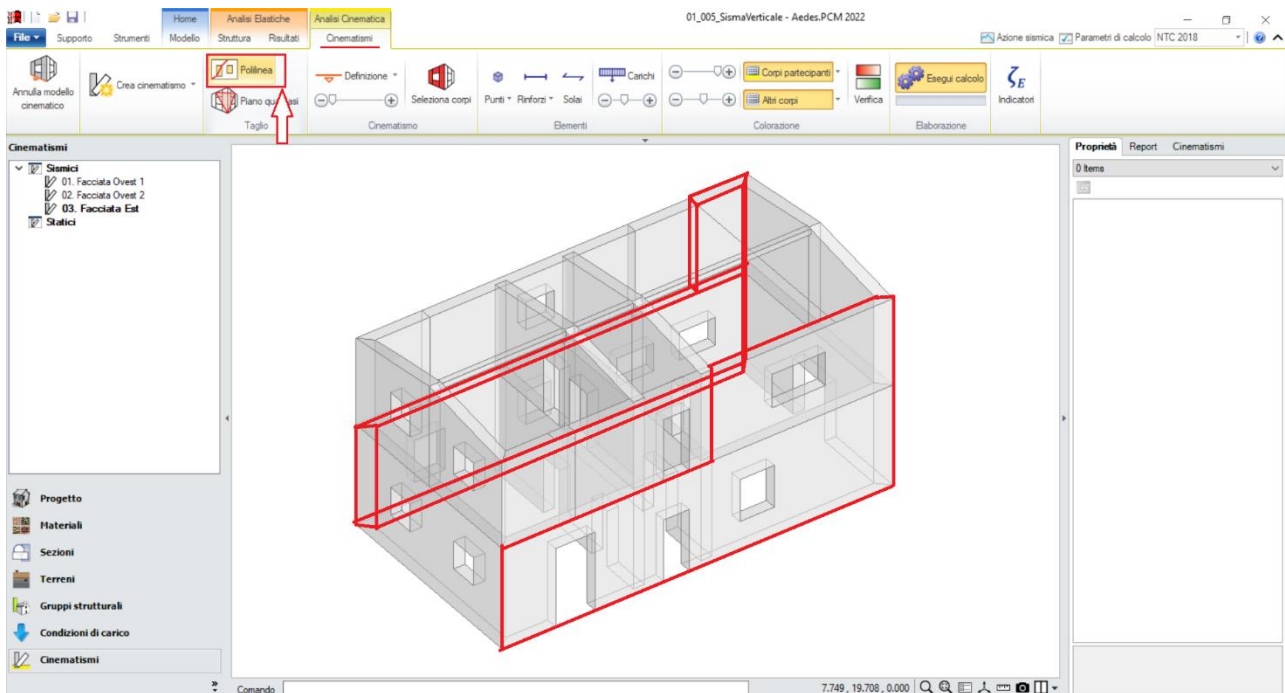 01_005_SismaVerticale - Aedes.PCM 2022
Home Analisi Elastiche Analisi Cinematica
File Supporto Strumenti Modello Struttura Risultati Cinematismi Azione sismica Parametri di calcolo NTC 2018
Annulla modello cinematico
Crea cinematismo
Polilinea
Piano qu asi
Taglio
Definizione
Seleziona corpi
Cinematismo
Punti Rinforzi Solai
Carichi
Elementi
Corpi partecipanti
Altri corpi
Verifica
Colorazione
Esegui calcolo
Elaborazione
ζE
Indicatori
Cinematismi
Sismici
01. Facciata Ovest 1
02. Facciata Ovest 2
03. Facciata Est
Statici
Progetto
Materiali
Sezioni
Terreni
Gruppi strutturali
Condizioni di carico
Cinematismi
Proprietà Report Cinematismi
0 Items
Comando
7.749 , 19.708 , 0.000